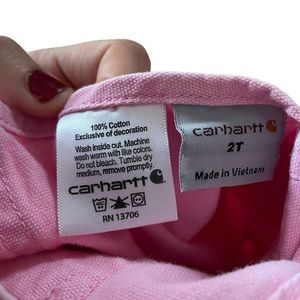 100% Cotton
Exclusive of decoration
Wash inside out. Machine
wash warm with like colors.
Do not bleach. Tumble dry
medium, remove promptly.
carhartt
RN 13706
carhartt
2T
Made in Vietnam